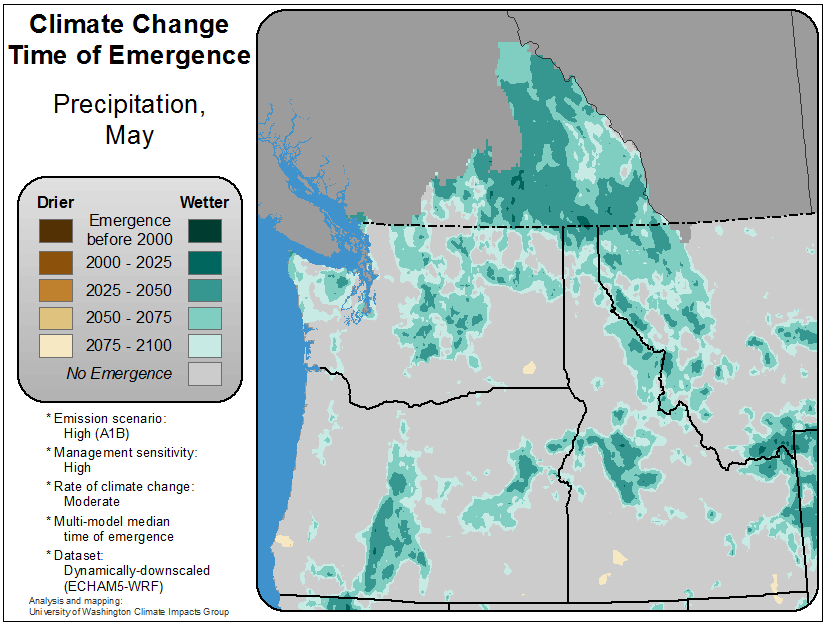 Climate Change
Time of Emergence
Precipitation,
May
Drier
Wetter
Emergence
before 2000
2000 - 2025
2025 - 2050
2050 - 2075
2075 - 2100
No Emergence
* Emission scenario:
High (A1B)
* Management sensitivity:
High
* Rate of climate change:
Moderate
* Multi-model median
time of emergence
* Dataset:
Dynamically-downscaled
(ECHAM5-WRF)
Analysis and mapping:
University of Washington Climate Impacts Group